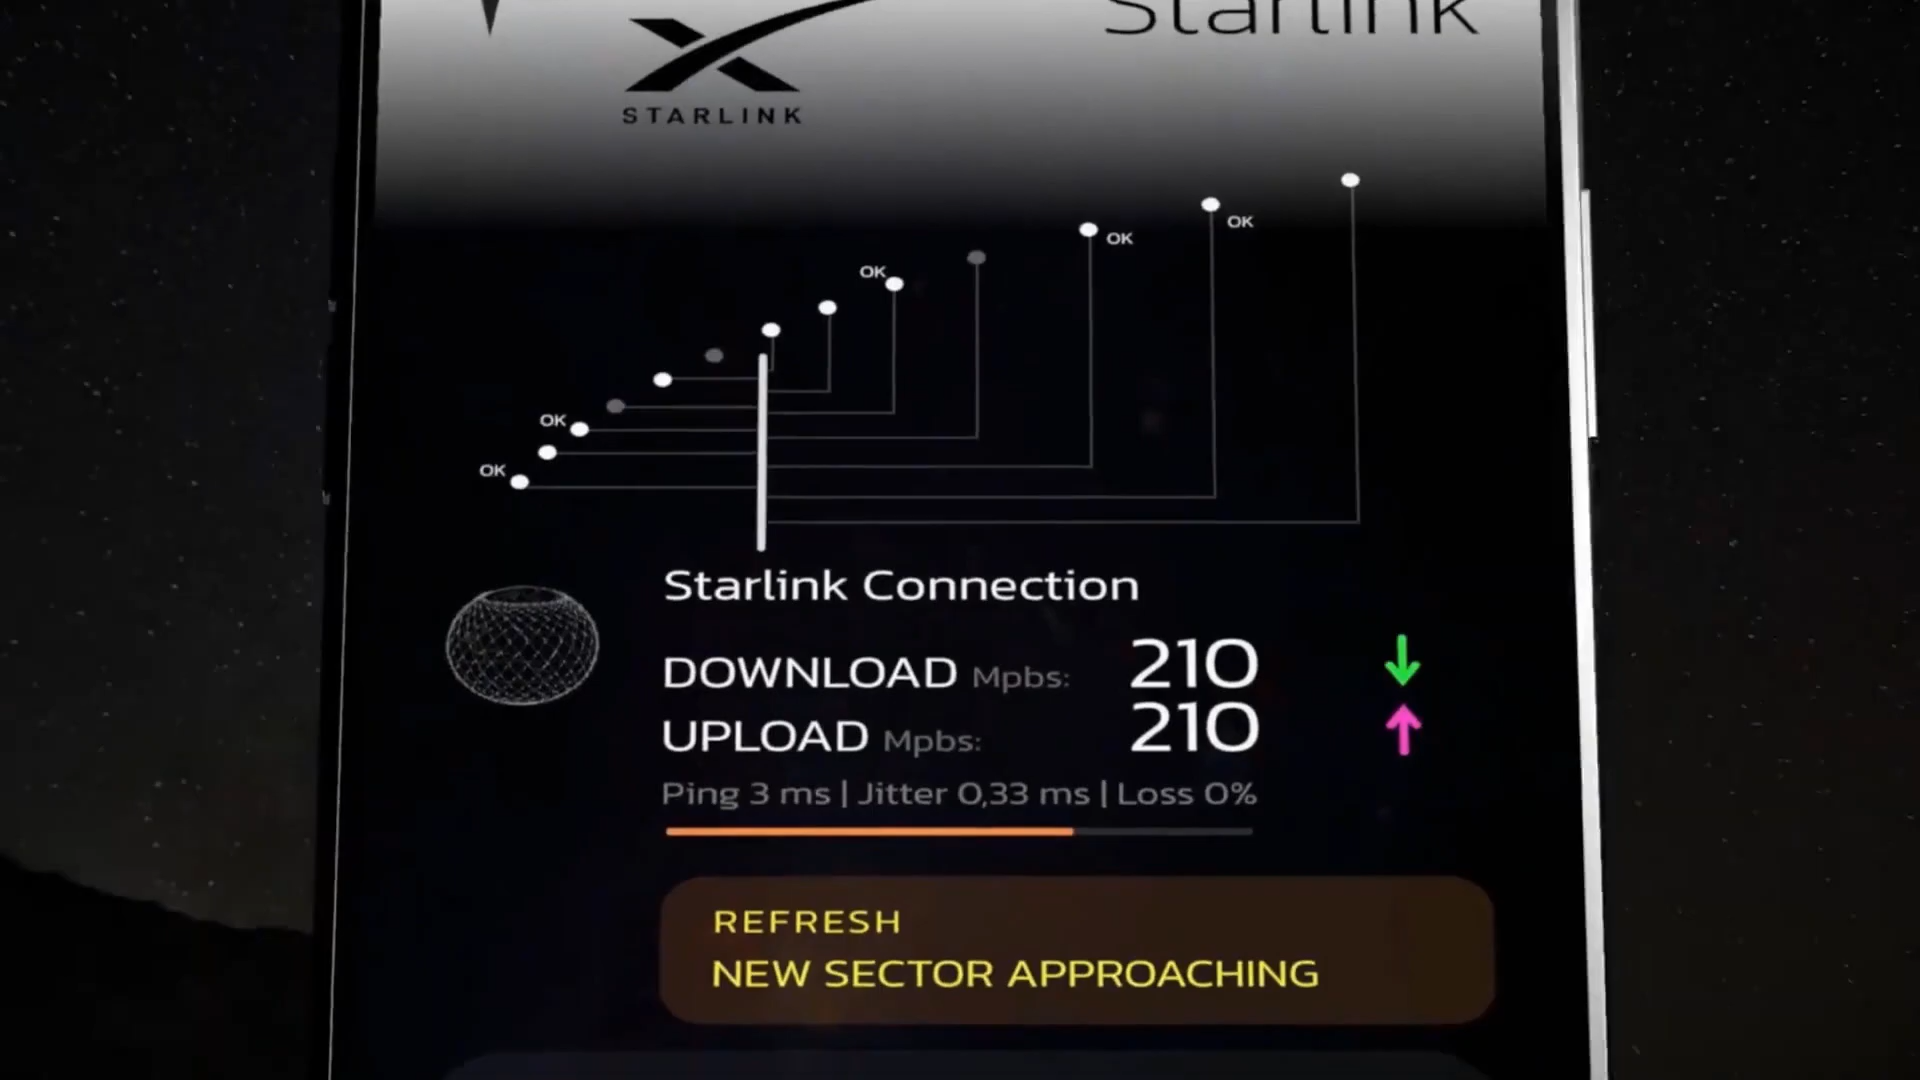 Starlink
STARLINK
OK
OK
OK
OK
OK
Starlink Connection
DOWNLOAD Mpbs: 210
UPLOAD Mpbs: 210
Ping 3 ms | Jitter 0,33 ms | Loss 0%
REFRESH
NEW SECTOR APPROACHING